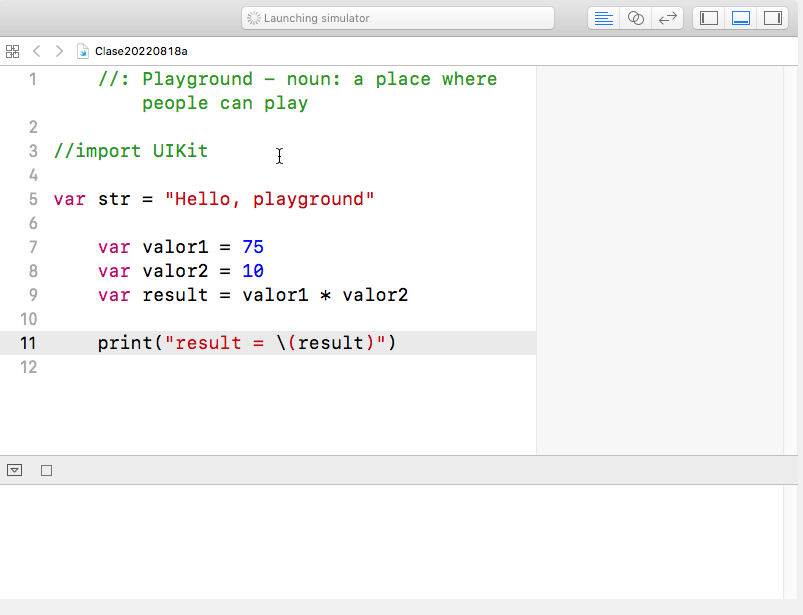 Launching simulator
Clase20220818a
1 //: Playground - noun: a place where
people can play
2
3 //import UIKit
4
5 var str = "Hello, playground"
6
7 var valor1 = 75
8 var valor2 = 10
9 var result = valor1 * valor2
10
11 print("result = \(result)")
12